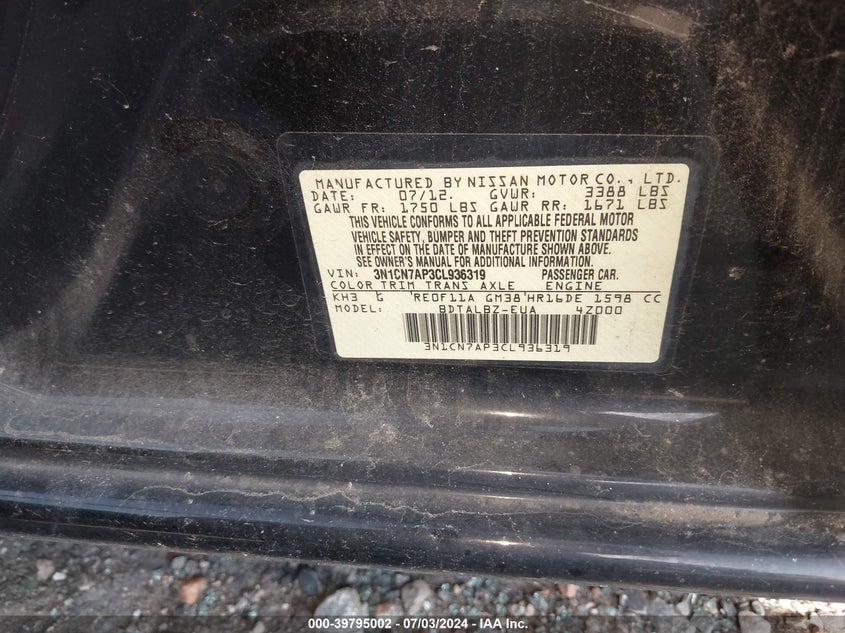 MANUFACTURED BY NISSAN MOTOR CO., LTD.
DATE: 07/12. GVWR: 3388 LBS
GAWR FR: 1750 LBS GAWR RR: 1671 LBS
THIS VEHICLE CONFORMS TO ALL APPLICABLE FEDERAL MOTOR
VEHICLE SAFETY, BUMPER AND THEFT PREVENTION STANDARDS
IN EFFECT ON THE DATE OF MANUFACTURE SHOWN ABOVE.
SEE OWNER'S MANUAL FOR ADDITIONAL INFORMATION.
VIN: 3N1CN7AP3CL936319 PASSENGER CAR.
COLOR TRIM TRANS AXLE ENGINE
KH3 G RE0F11A GM38 HR16DE 1598 CC
MODEL: BDTALBZ-EUA 4Z000
3N1CN7AP3CL936319
000-39795002 - 07/03/2024 - IAAI.COM